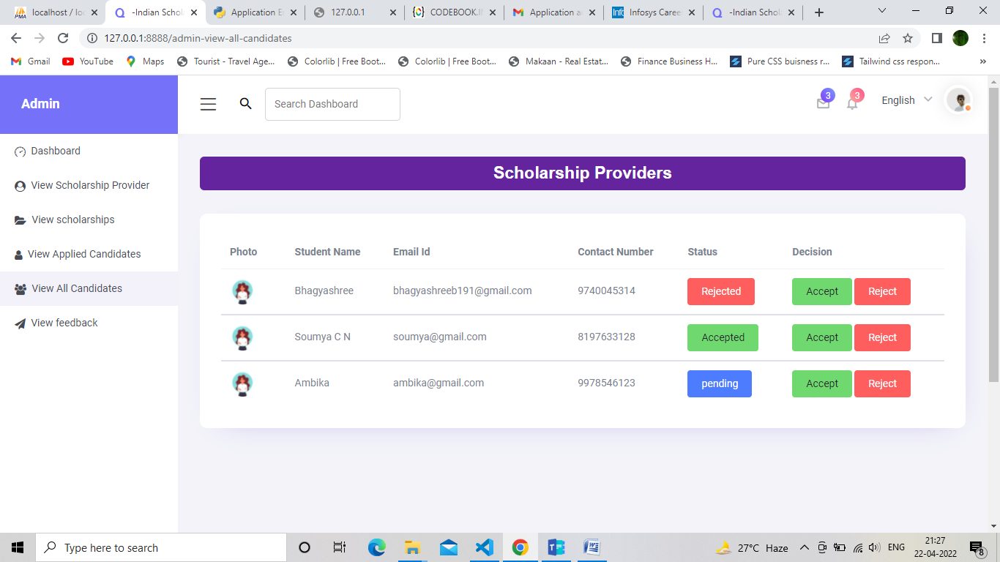 localhost / loc
-Indian Schol
Application E
127.0.0.1
CODEBOOK.I
Application a
Infosys Caree
-Indian Schol
127.0.0.1:8888/admin-view-all-candidates
Gmail
YouTube
Maps
Tourist - Travel Age...
Colorlib | Free Boot...
Colorlib | Free Boot...
Makaan - Real Estat...
Finance Business H...
Pure CSS buisness r...
Tailwind css respon...
»
Admin
Search Dashboard
3
3
English
Dashboard
View Scholarship Provider
View scholarships
View Applied Candidates
View All Candidates
View feedback
Scholarship Providers
Photo Student Name Email Id Contact Number Status Decision
Bhagyashree bhagyashreeb191@gmail.com 9740045314 Rejected Accept Reject
Soumya C N soumya@gmail.com 8197633128 Accepted Accept Reject
Ambika ambika@gmail.com 9978546123 pending Accept Reject
Type here to search
27°C Haze
ENG
21:27
22-04-2022
8